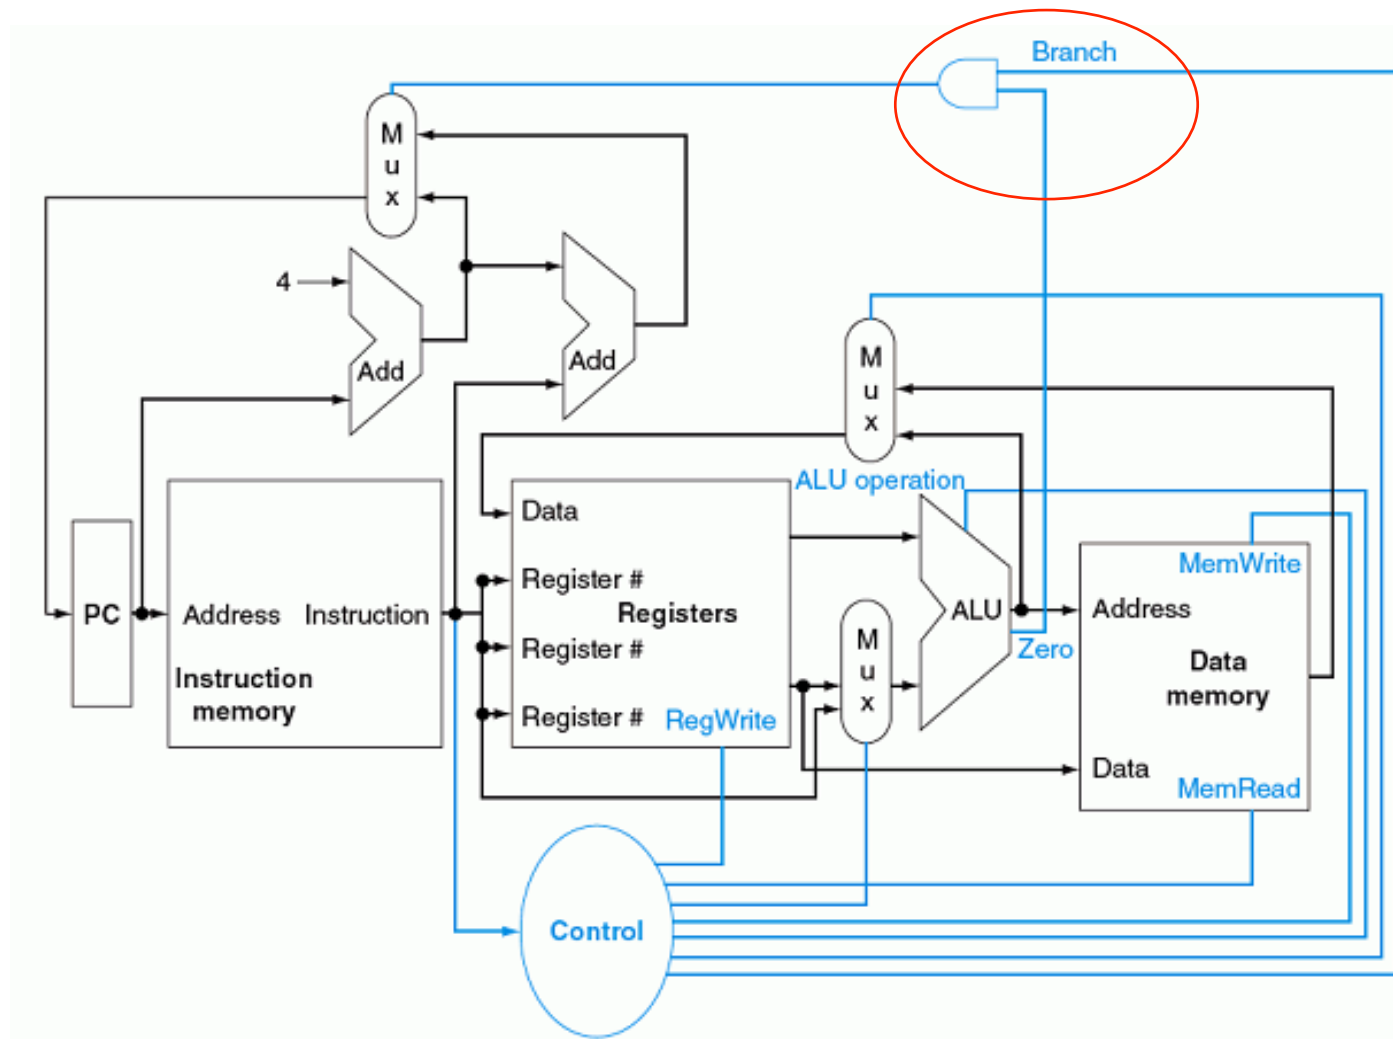 Branch
M
u
x
4
Add
Add
M
u
x
ALU operation
Data
Register #
Registers
Register #
Register #
RegWrite
PC
Address Instruction
Instruction
memory
M
u
x
ALU
Zero
MemWrite
Address
Data
memory
Data
MemRead
Control